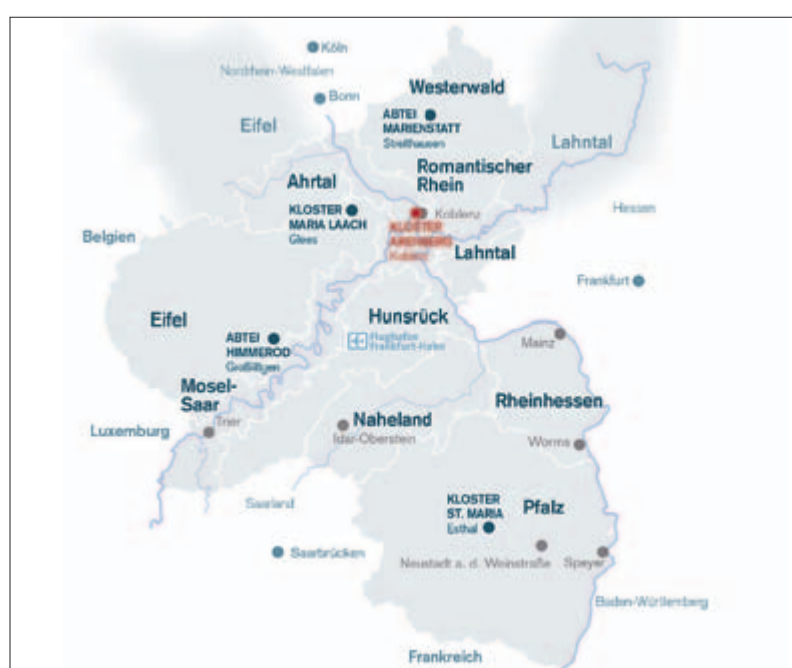 Köln
Nordrhein-Westfalen
Bonn
Westerwald
ABTEI
MARIENSTATT
Streithausen
Eifel
Lahntal
Romantischer
Rhein
Ahrtal
KLOSTER
MARIA LAACH
Glees
Koblenz
KLOSTER
ARENBERG
Koblenz
Hessen
Belgien
Lahntal
Frankfurt
Eifel
Hunsrück
Flughafen
Frankfurt-Hahn
ABTEI
HIMMEROD
Großlittgen
Mainz
Mosel-
Saar
Rheinhessen
Naheland
Trier
Luxemburg
Idar-Oberstein
Worms
Saarland
KLOSTER
ST. MARIA
Esthal
Pfalz
Saarbrücken
Neustadt a. d. Weinstraße
Speyer
Baden-Württemberg
Frankreich